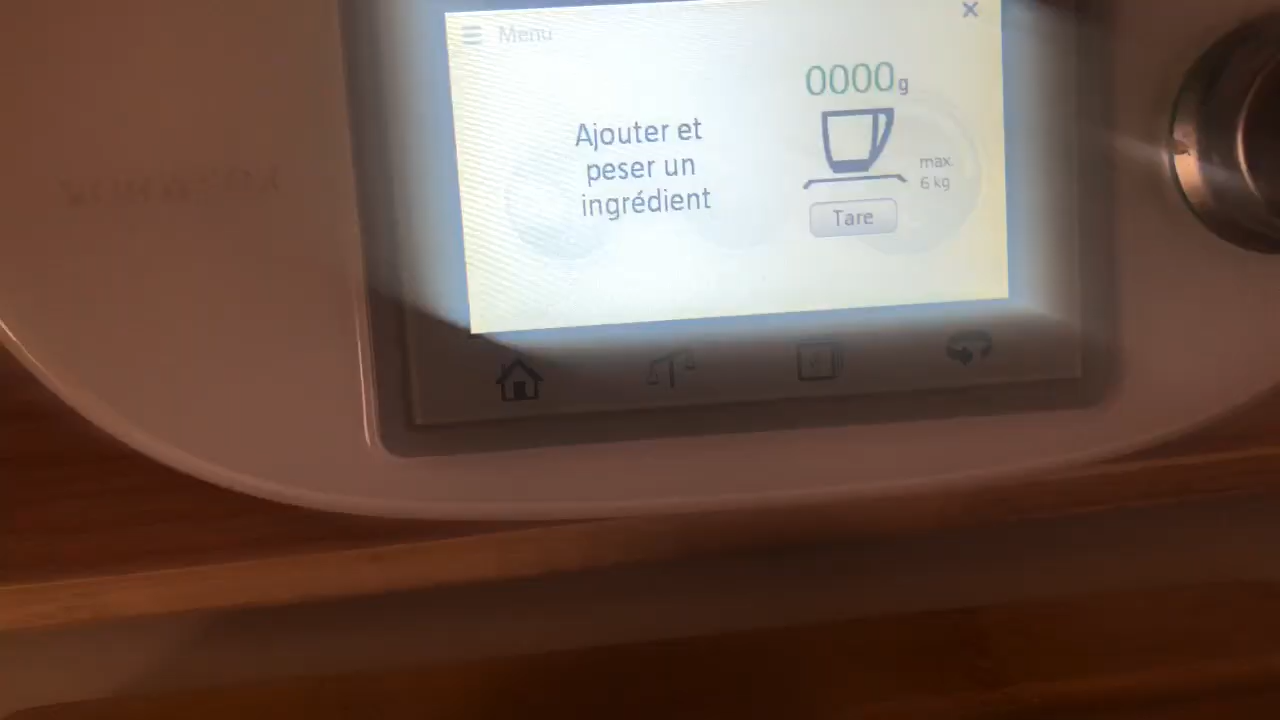 Menu
0000g
Ajouter et
peser un
ingrédient
max.
6 kg
Tare